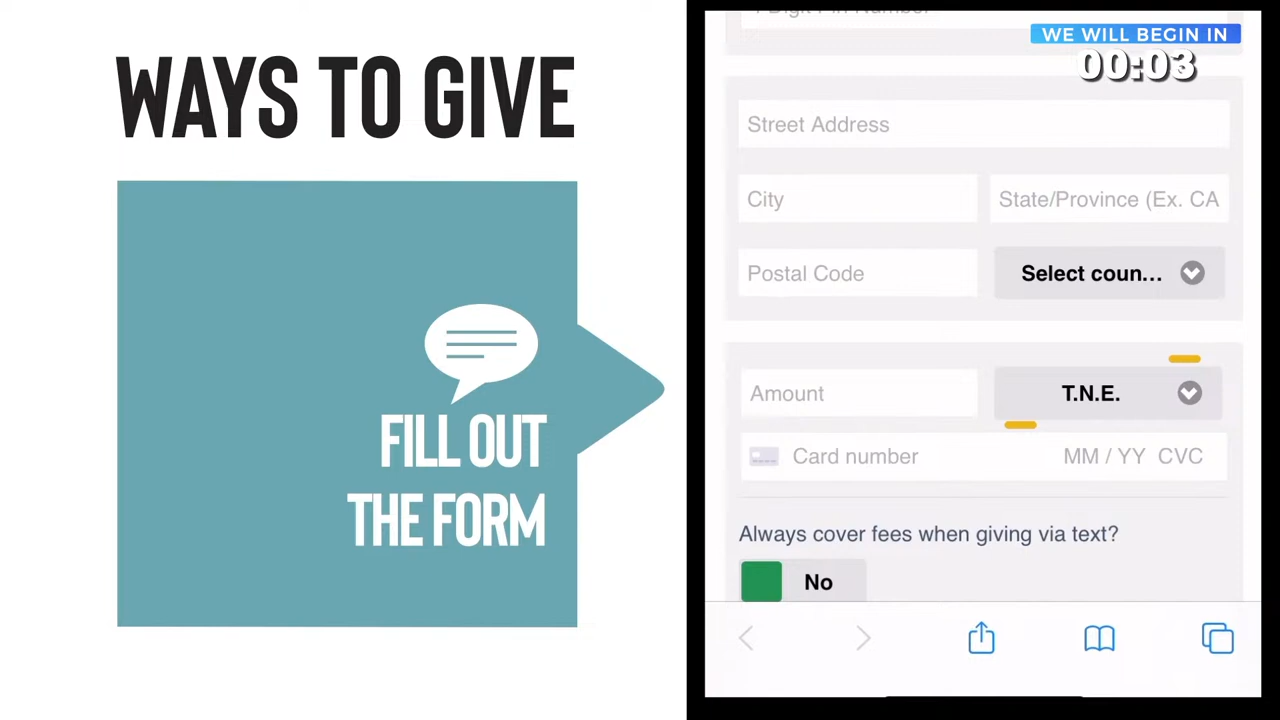 WAYS TO GIVE
FILL OUT
THE FORM
WE WILL BEGIN IN
00:03
Street Address
City
State/Province (Ex. CA
Postal Code
Select coun...
Amount
T.N.E.
Card number
MM / YY CVC
Always cover fees when giving via text?
No